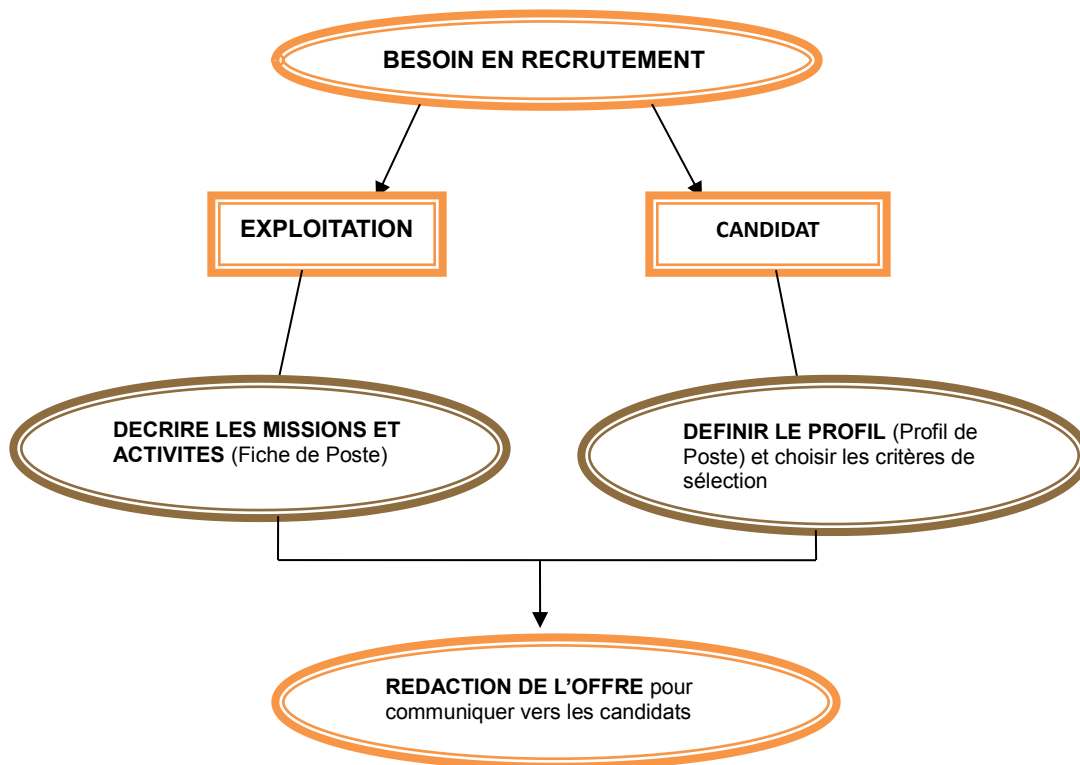 BESOIN EN RECRUTEMENT
EXPLOITATION
CANDIDAT
DECRIRE LES MISSIONS ET
ACTIVITES (Fiche de Poste)
DEFINIR LE PROFIL (Profil de
Poste) et choisir les critères de
sélection
REDACTION DE L’OFFRE pour
communiquer vers les candidats